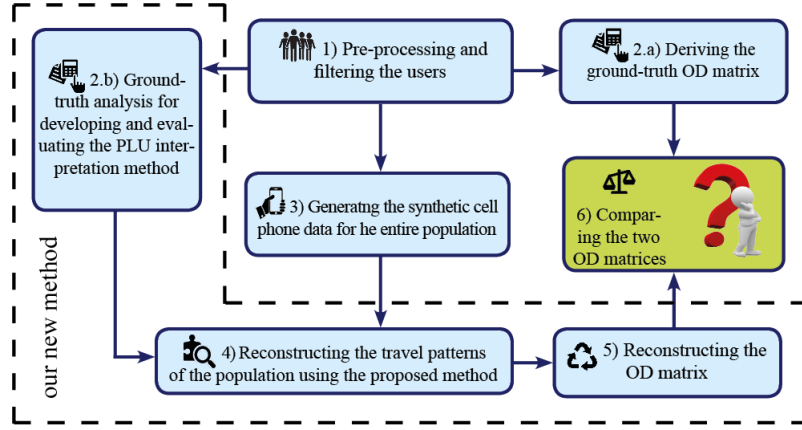 1) Pre-processing and
filtering the users
2.a) Deriving the
ground-truth OD matrix
2.b) Ground-
truth analysis for
developing and eval-
uating the PLU inter-
pretation method
3) Generatng the synthetic cell
phone data for he entire population
6) Compar-
ing the two
OD matrices
our new method
4) Reconstructing the travel patterns
of the population using the proposed method
5) Reconstructing the
OD matrix